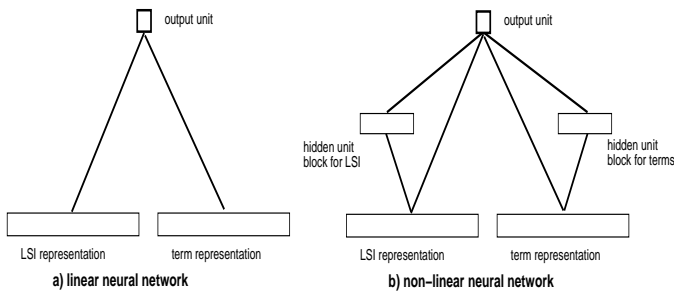 output unit
output unit
hidden unit
block for LSI
hidden unit
block for terms
LSI representation
term representation
LSI representation
term representation
a) linear neural network
b) non−linear neural network